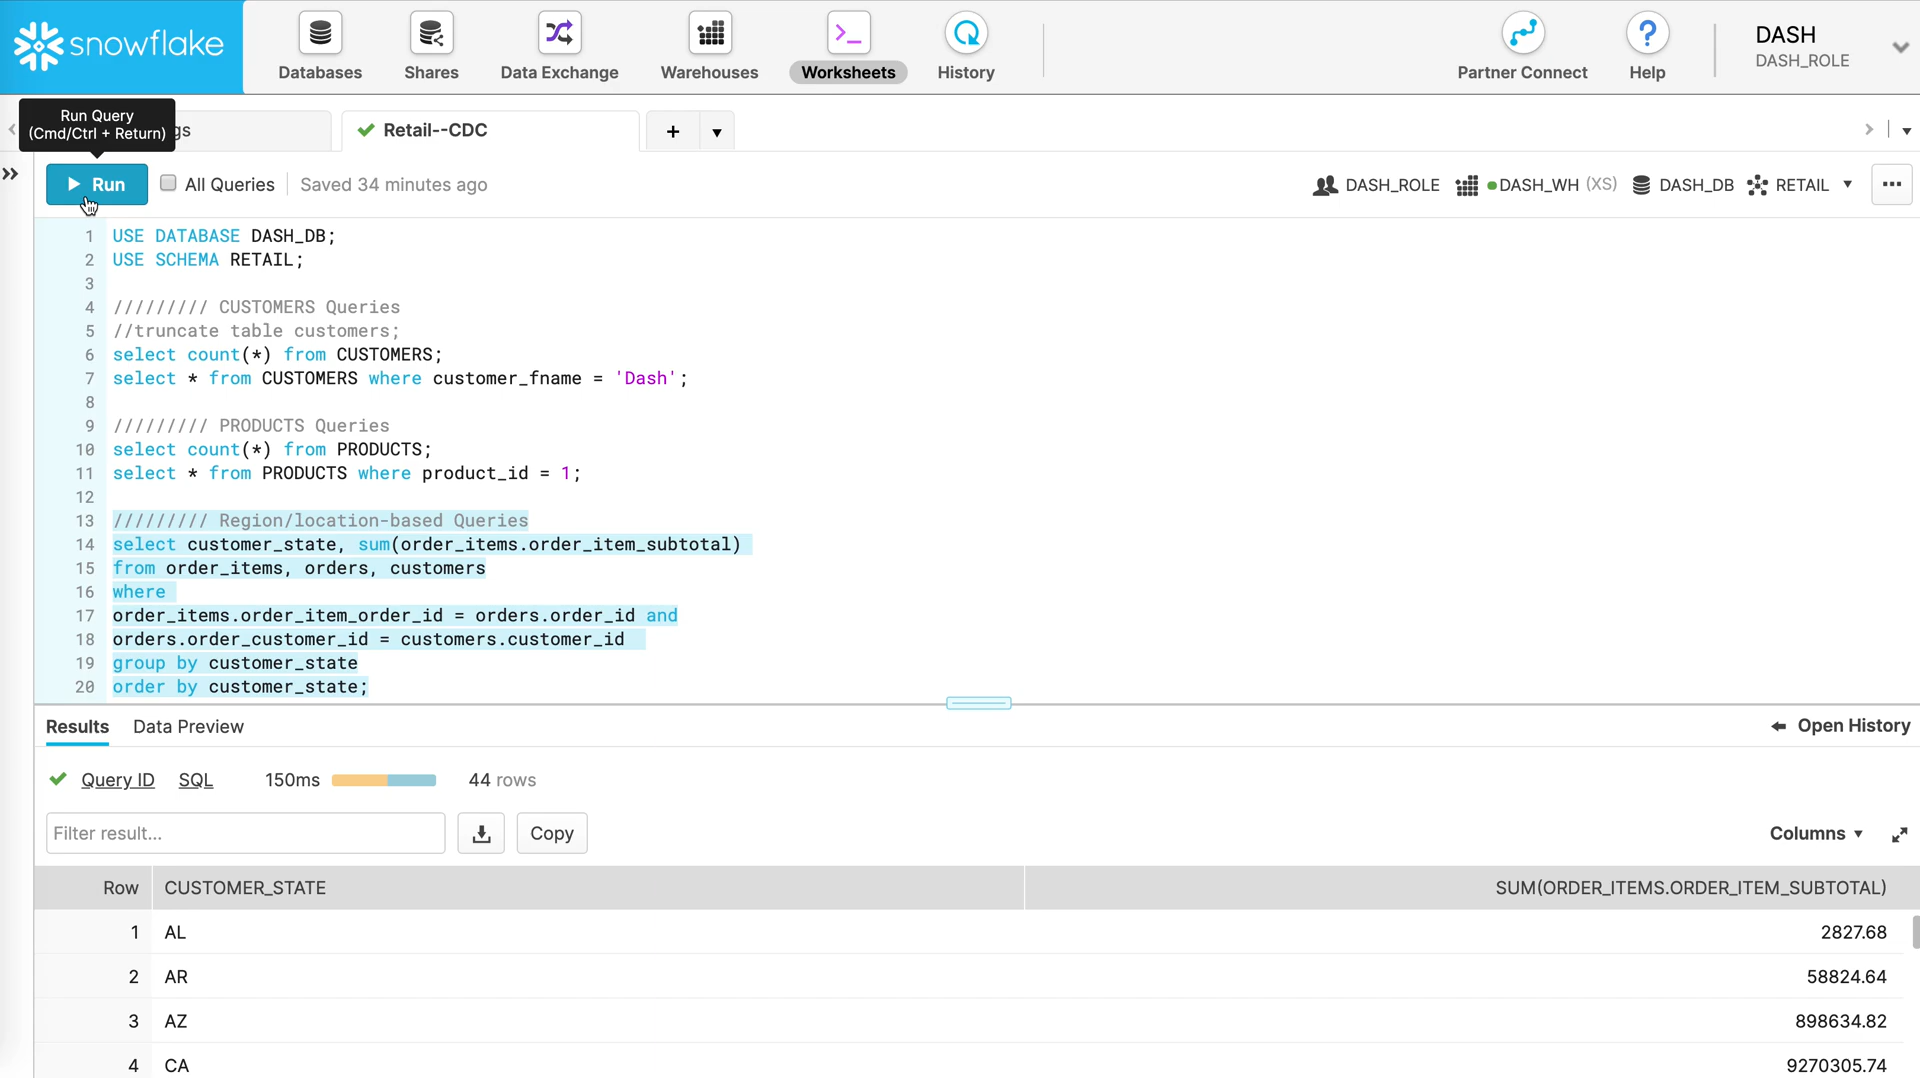 snowflake
Databases
Shares
Data Exchange
Warehouses
Worksheets
History
Partner Connect
Help
DASH
DASH_ROLE
Run Query
(Cmd/Ctrl + Return)
gs
Retail--CDC
+
Run
All Queries
Saved 34 minutes ago
DASH_ROLE
DASH_WH (XS)
DASH_DB
RETAIL
1 USE DATABASE DASH_DB;
2 USE SCHEMA RETAIL;
3
4 ///////// CUSTOMERS Queries
5 //truncate table customers;
6 select count(*) from CUSTOMERS;
7 select * from CUSTOMERS where customer_fname = 'Dash';
8
9 ///////// PRODUCTS Queries
10 select count(*) from PRODUCTS;
11 select * from PRODUCTS where product_id = 1;
12
13 ///////// Region/location-based Queries
14 select customer_state, sum(order_items.order_item_subtotal)
15 from order_items, orders, customers
16 where
17 order_items.order_item_order_id = orders.order_id and
18 orders.order_customer_id = customers.customer_id
19 group by customer_state
20 order by customer_state;
Results
Data Preview
Open History
Query ID
SQL
150ms
44 rows
Filter result...
Copy
Columns
Row CUSTOMER_STATE SUM(ORDER_ITEMS.ORDER_ITEM_SUBTOTAL)
1 AL 2827.68
2 AR 58824.64
3 AZ 898634.82
4 CA 9270305.74